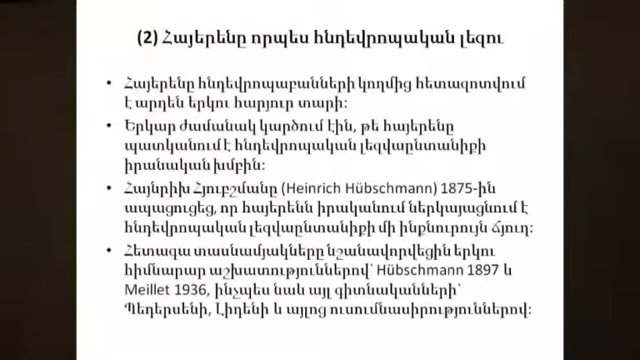 (2) Հայերենը որպես հնդեվրոպական լեզու
• Հայերենը հնդեվրոպաբանների կողմից հետազոտվում
է արդեն երկու հարյուր տարի։
• Երկար ժամանակ կարծում էին, թե հայերենը
պատկանում է հնդեվրոպական լեզվաընտանիքի
իրանական խմբին։
• Հայնրիխ Հյուբշմանը (Heinrich Hübschmann) 1875-ին
ապացուցեց, որ հայերենն իրականում ներկայացնում է
հնդեվրոպական լեզվաընտանիքի մի ինքնուրույն ճյուղ։
• Հետագա տասնամյակները նշանավորվեցին երկու
հիմնարար աշխատություններով՝ Hübschmann 1897 և
Meillet 1936, ինչպես նաև այլ գիտնականների՝
Պեդերսենի, Լիդենի և այլոց ուսումնասիրություններով։